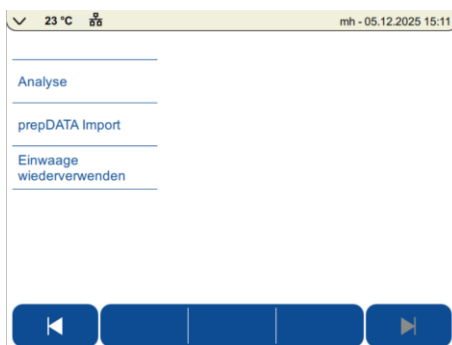 23 °C
mh - 05.12.2025 15:11
Analyse
prepDATA Import
Einwaage
wiederverwenden